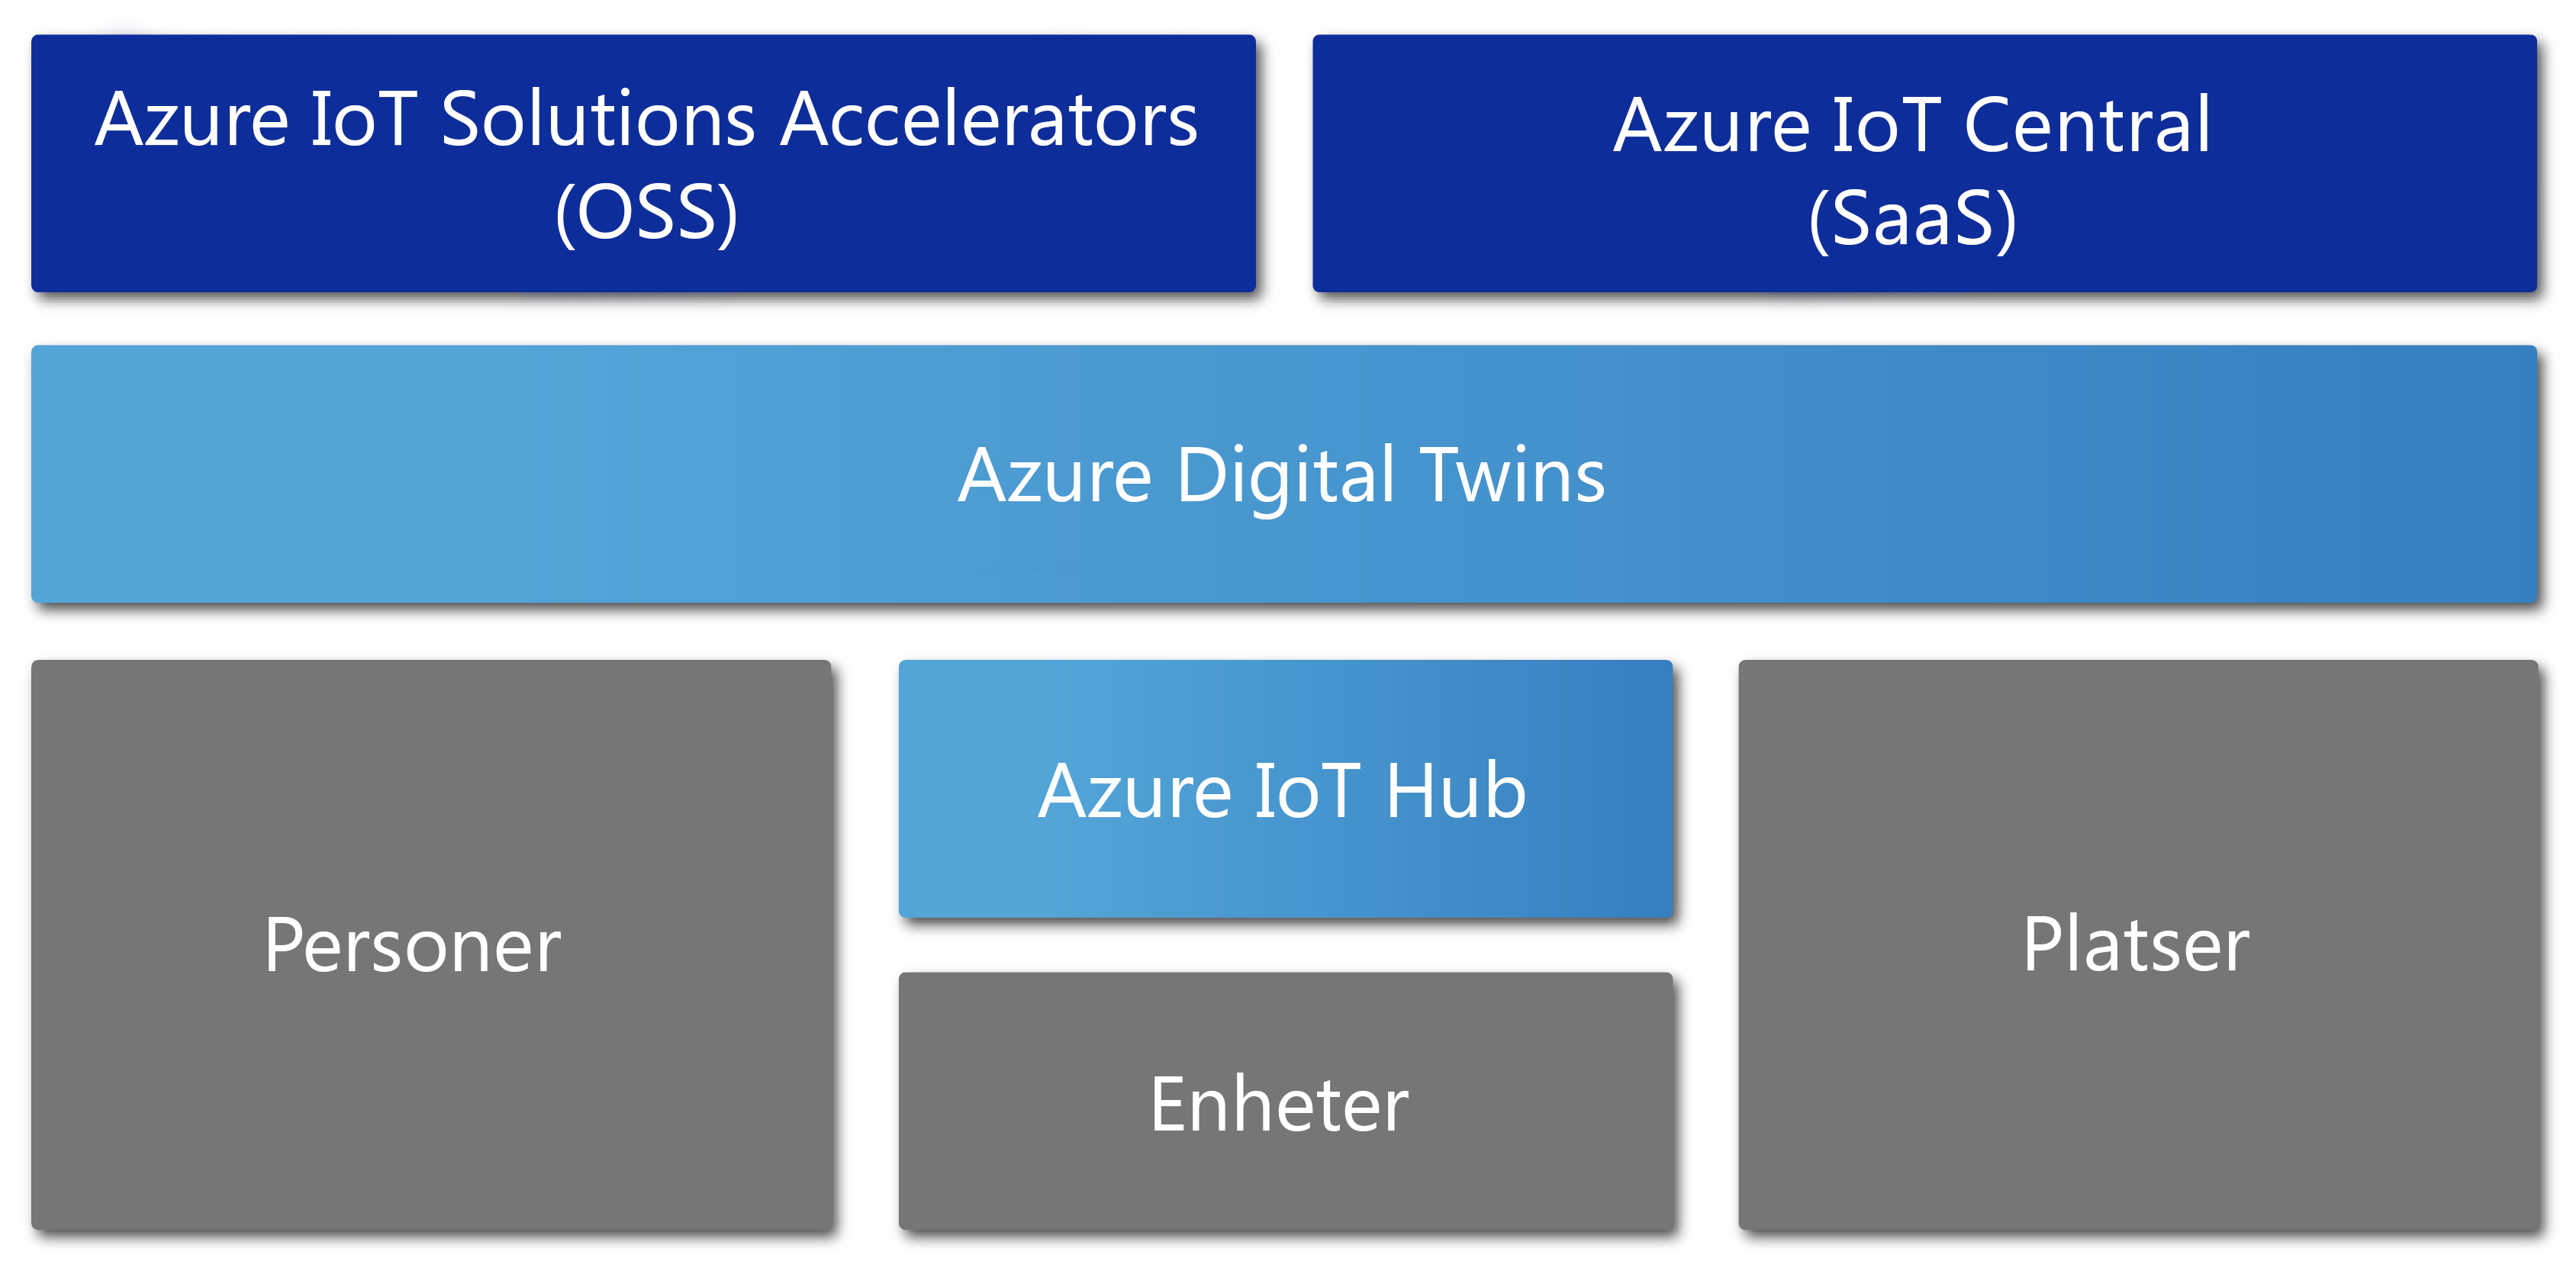 Azure IoT Solutions Accelerators
(OSS)
Azure IoT Central
(SaaS)
Azure Digital Twins
Personer
Azure IoT Hub
Enheter
Platser